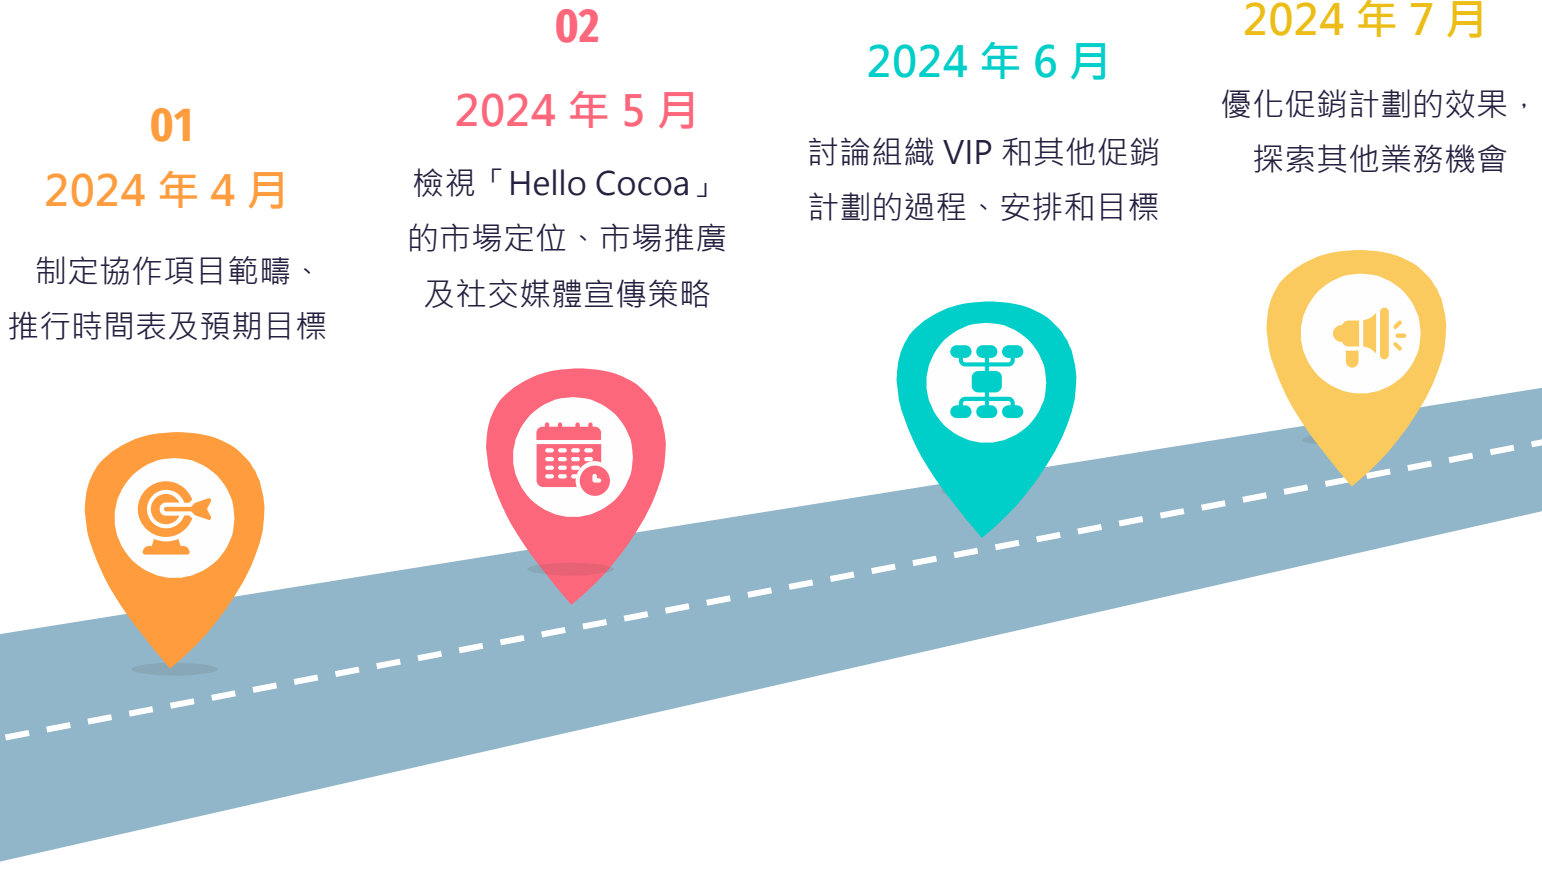 01
2024 年 4 月
制定協作項目範疇、
推行時間表及預期目標
02
2024 年 5 月
檢視「Hello Cocoa」
的市場定位、市場推廣
及社交媒體宣傳策略
2024 年 6 月
討論組織 VIP 和其他促銷
計劃的過程、安排和目標
2024 年 7 月
優化促銷計劃的效果，
探索其他業務機會